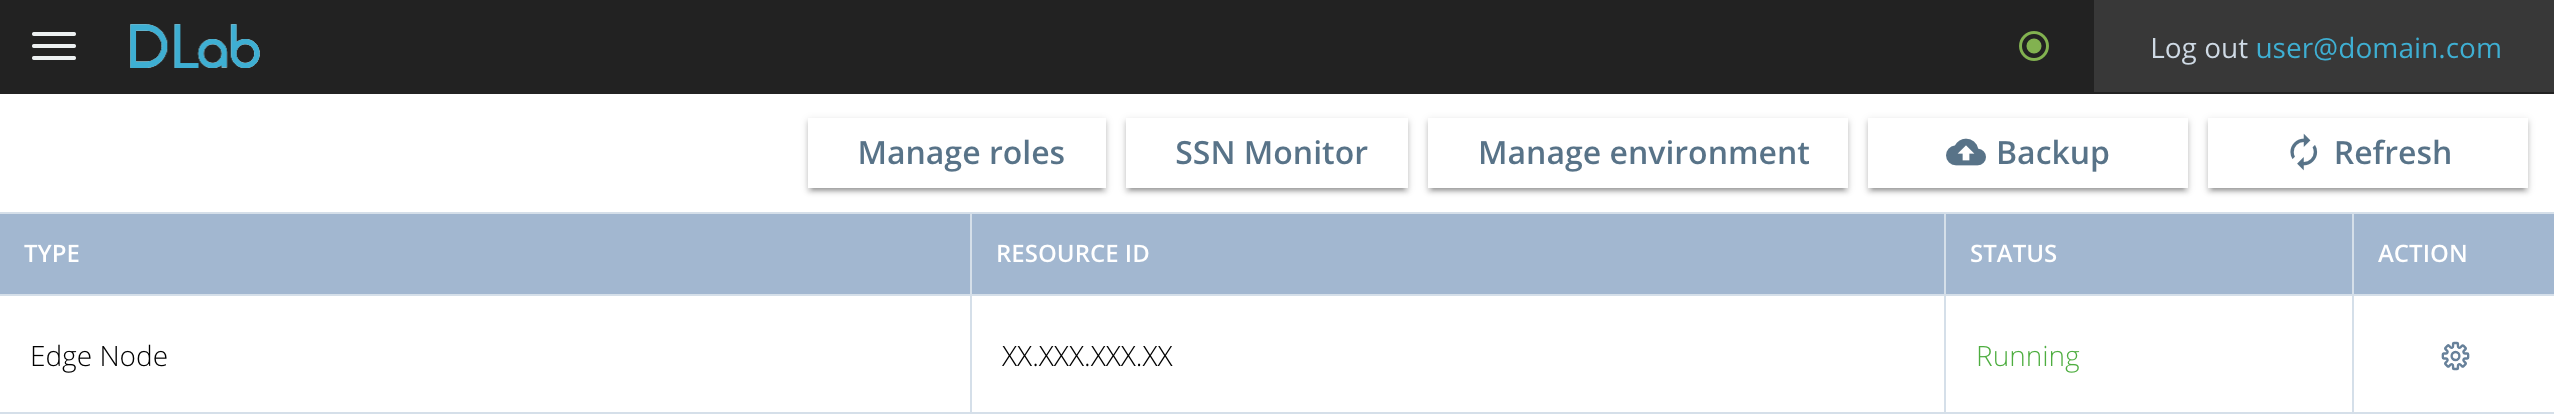 DLab
Log out user@domain.com
Manage roles SSN Monitor Manage environment Backup Refresh
TYPE RESOURCE ID STATUS ACTION
Edge Node XX.XXX.XXX.XX Running